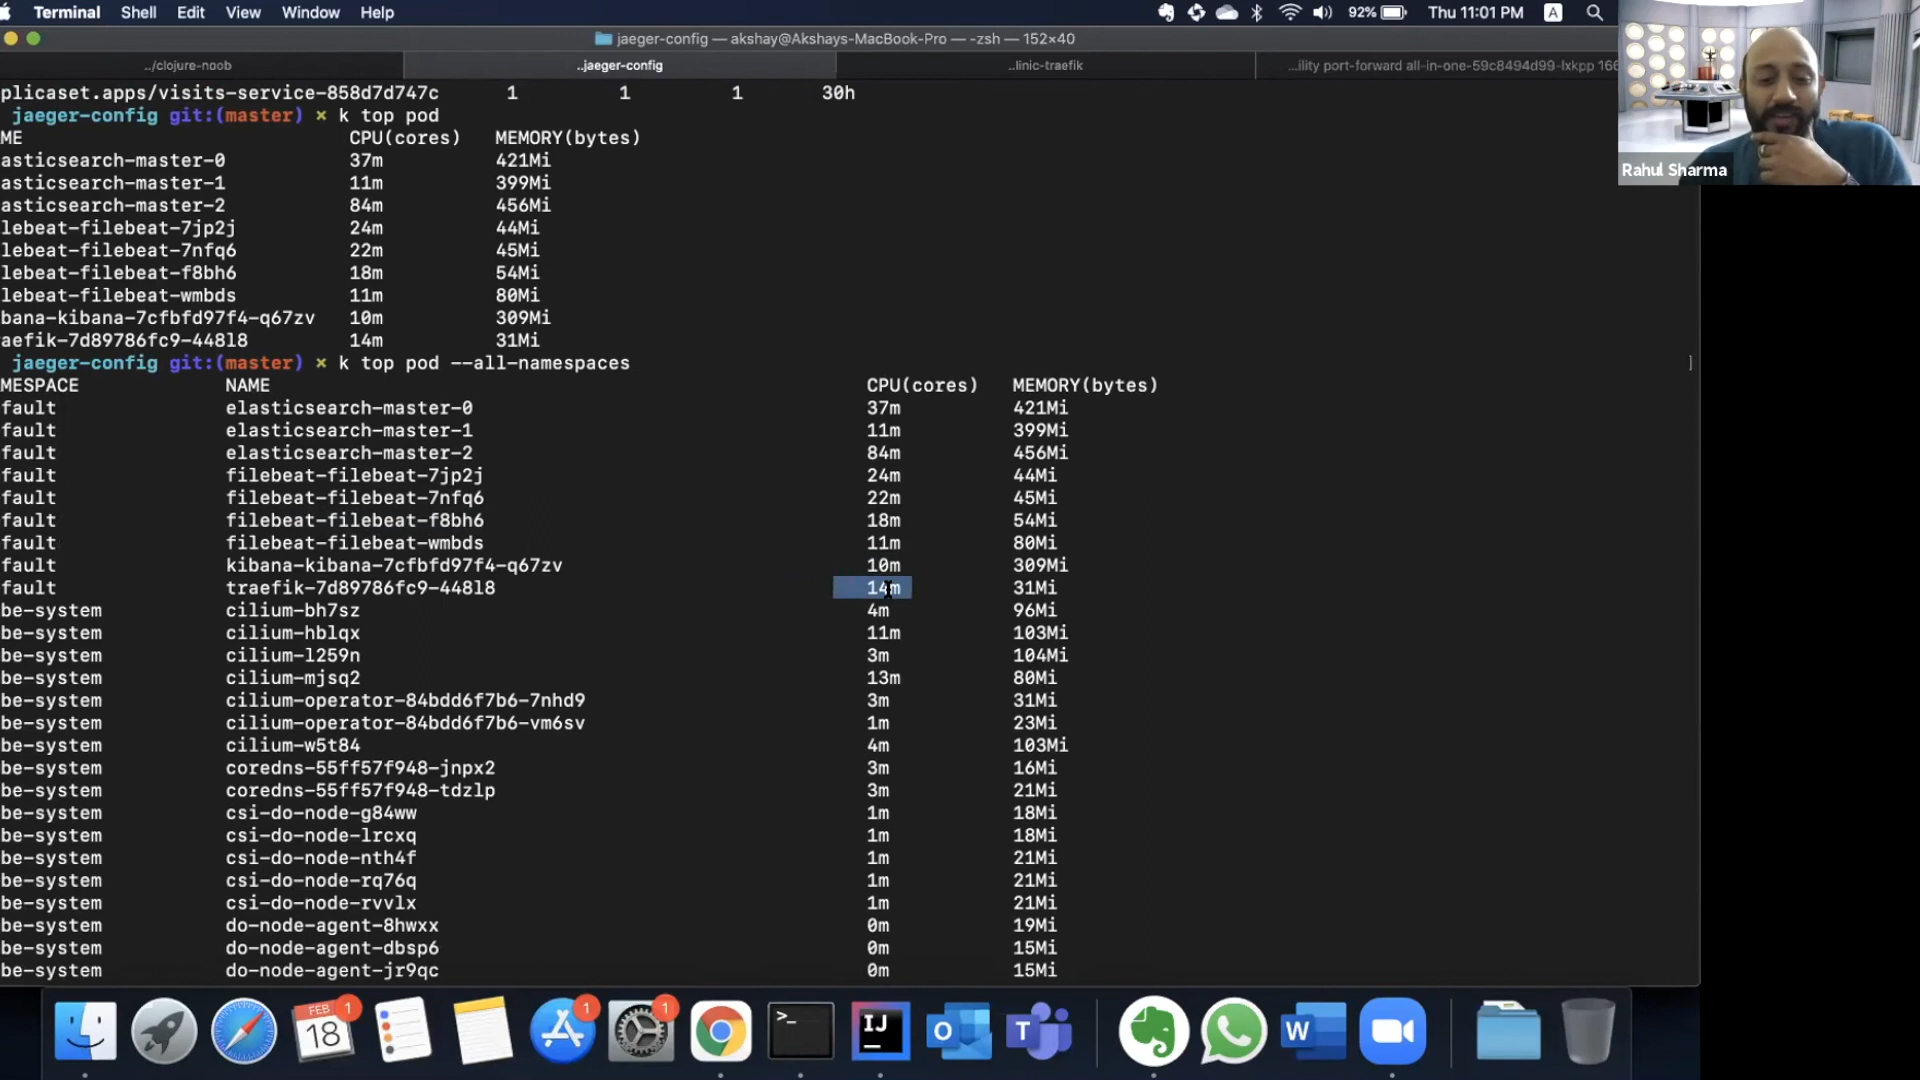 Terminal Shell Edit View Window Help 92% Thu 11:01 PM A
jaeger-config — akshay@Akshays-MacBook-Pro — -zsh — 152×40
../clojure-noob ..jaeger-config ..linic-traefik ...ility port-forward all-in-one-59c8494d99-lxkpp 166
plicaset.apps/visits-service-858d7d747c 1 1 1 30h
jaeger-config git:(master) × k top pod
ME CPU(cores) MEMORY(bytes)
asticsearch-master-0 37m 421Mi
asticsearch-master-1 11m 399Mi
asticsearch-master-2 84m 456Mi
lebeat-filebeat-7jp2j 24m 44Mi
lebeat-filebeat-7nfq6 22m 45Mi
lebeat-filebeat-f8bh6 18m 54Mi
lebeat-filebeat-wmbds 11m 80Mi
bana-kibana-7cfbfd97f4-q67zv 10m 309Mi
aefik-7d89786fc9-448l8 14m 31Mi
jaeger-config git:(master) × k top pod --all-namespaces ]
MESPACE NAME CPU(cores) MEMORY(bytes)
fault elasticsearch-master-0 37m 421Mi
fault elasticsearch-master-1 11m 399Mi
fault elasticsearch-master-2 84m 456Mi
fault filebeat-filebeat-7jp2j 24m 44Mi
fault filebeat-filebeat-7nfq6 22m 45Mi
fault filebeat-filebeat-f8bh6 18m 54Mi
fault filebeat-filebeat-wmbds 11m 80Mi
fault kibana-kibana-7cfbfd97f4-q67zv 10m 309Mi
fault traefik-7d89786fc9-448l8 14m 31Mi
be-system cilium-bh7sz 4m 96Mi
be-system cilium-hblqx 11m 103Mi
be-system cilium-l259n 3m 104Mi
be-system cilium-mjsq2 13m 80Mi
be-system cilium-operator-84bdd6f7b6-7nhd9 3m 31Mi
be-system cilium-operator-84bdd6f7b6-vm6sv 1m 23Mi
be-system cilium-w5t84 4m 103Mi
be-system coredns-55ff57f948-jnpx2 3m 16Mi
be-system coredns-55ff57f948-tdzlp 3m 21Mi
be-system csi-do-node-g84ww 1m 18Mi
be-system csi-do-node-lrcxq 1m 18Mi
be-system csi-do-node-nth4f 1m 21Mi
be-system csi-do-node-rq76q 1m 21Mi
be-system csi-do-node-rvvlx 1m 21Mi
be-system do-node-agent-8hwxx 0m 19Mi
be-system do-node-agent-dbsp6 0m 15Mi
be-system do-node-agent-jr9qc 0m 15Mi
Rahul Sharma
FEB 18 1 1 1 >_ IJ O T W